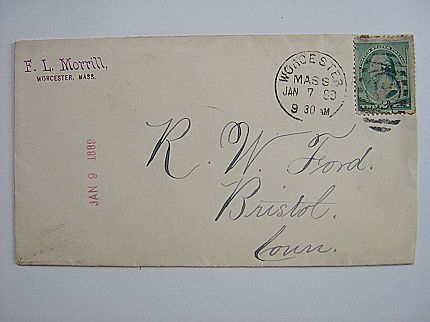 F. L. Morrill,
WORCESTER, MASS.
WORCESTER
MASS
JAN 7 89
9 30 AM
JAN 9 1889
R. W. Ford.
Bristol.
Conn.